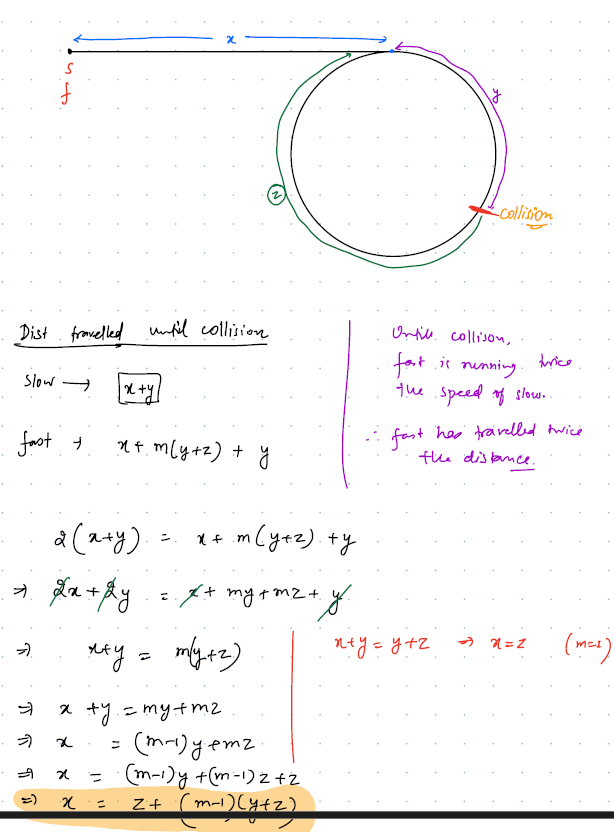 x
s
f
y
z
collision
Dist travelled until collision
Slow → x+y
fast → x + m(y+z) + y
Until collison,
fast is running twice
the speed of slow.
∴ fast has travelled twice
the distance.
2(x+y) = x + m(y+z) + y
⇒ 2x + 2y = x + my + mz + y
⇒ x+y = m(y+z)
x+y = y+z ⇒ x=z (m=1)
⇒ x + y = my + mz
⇒ x = (m-1)y + mz
⇒ x = (m-1)y + (m-1)z + z
⇒ x = z + (m-1)(y+z)